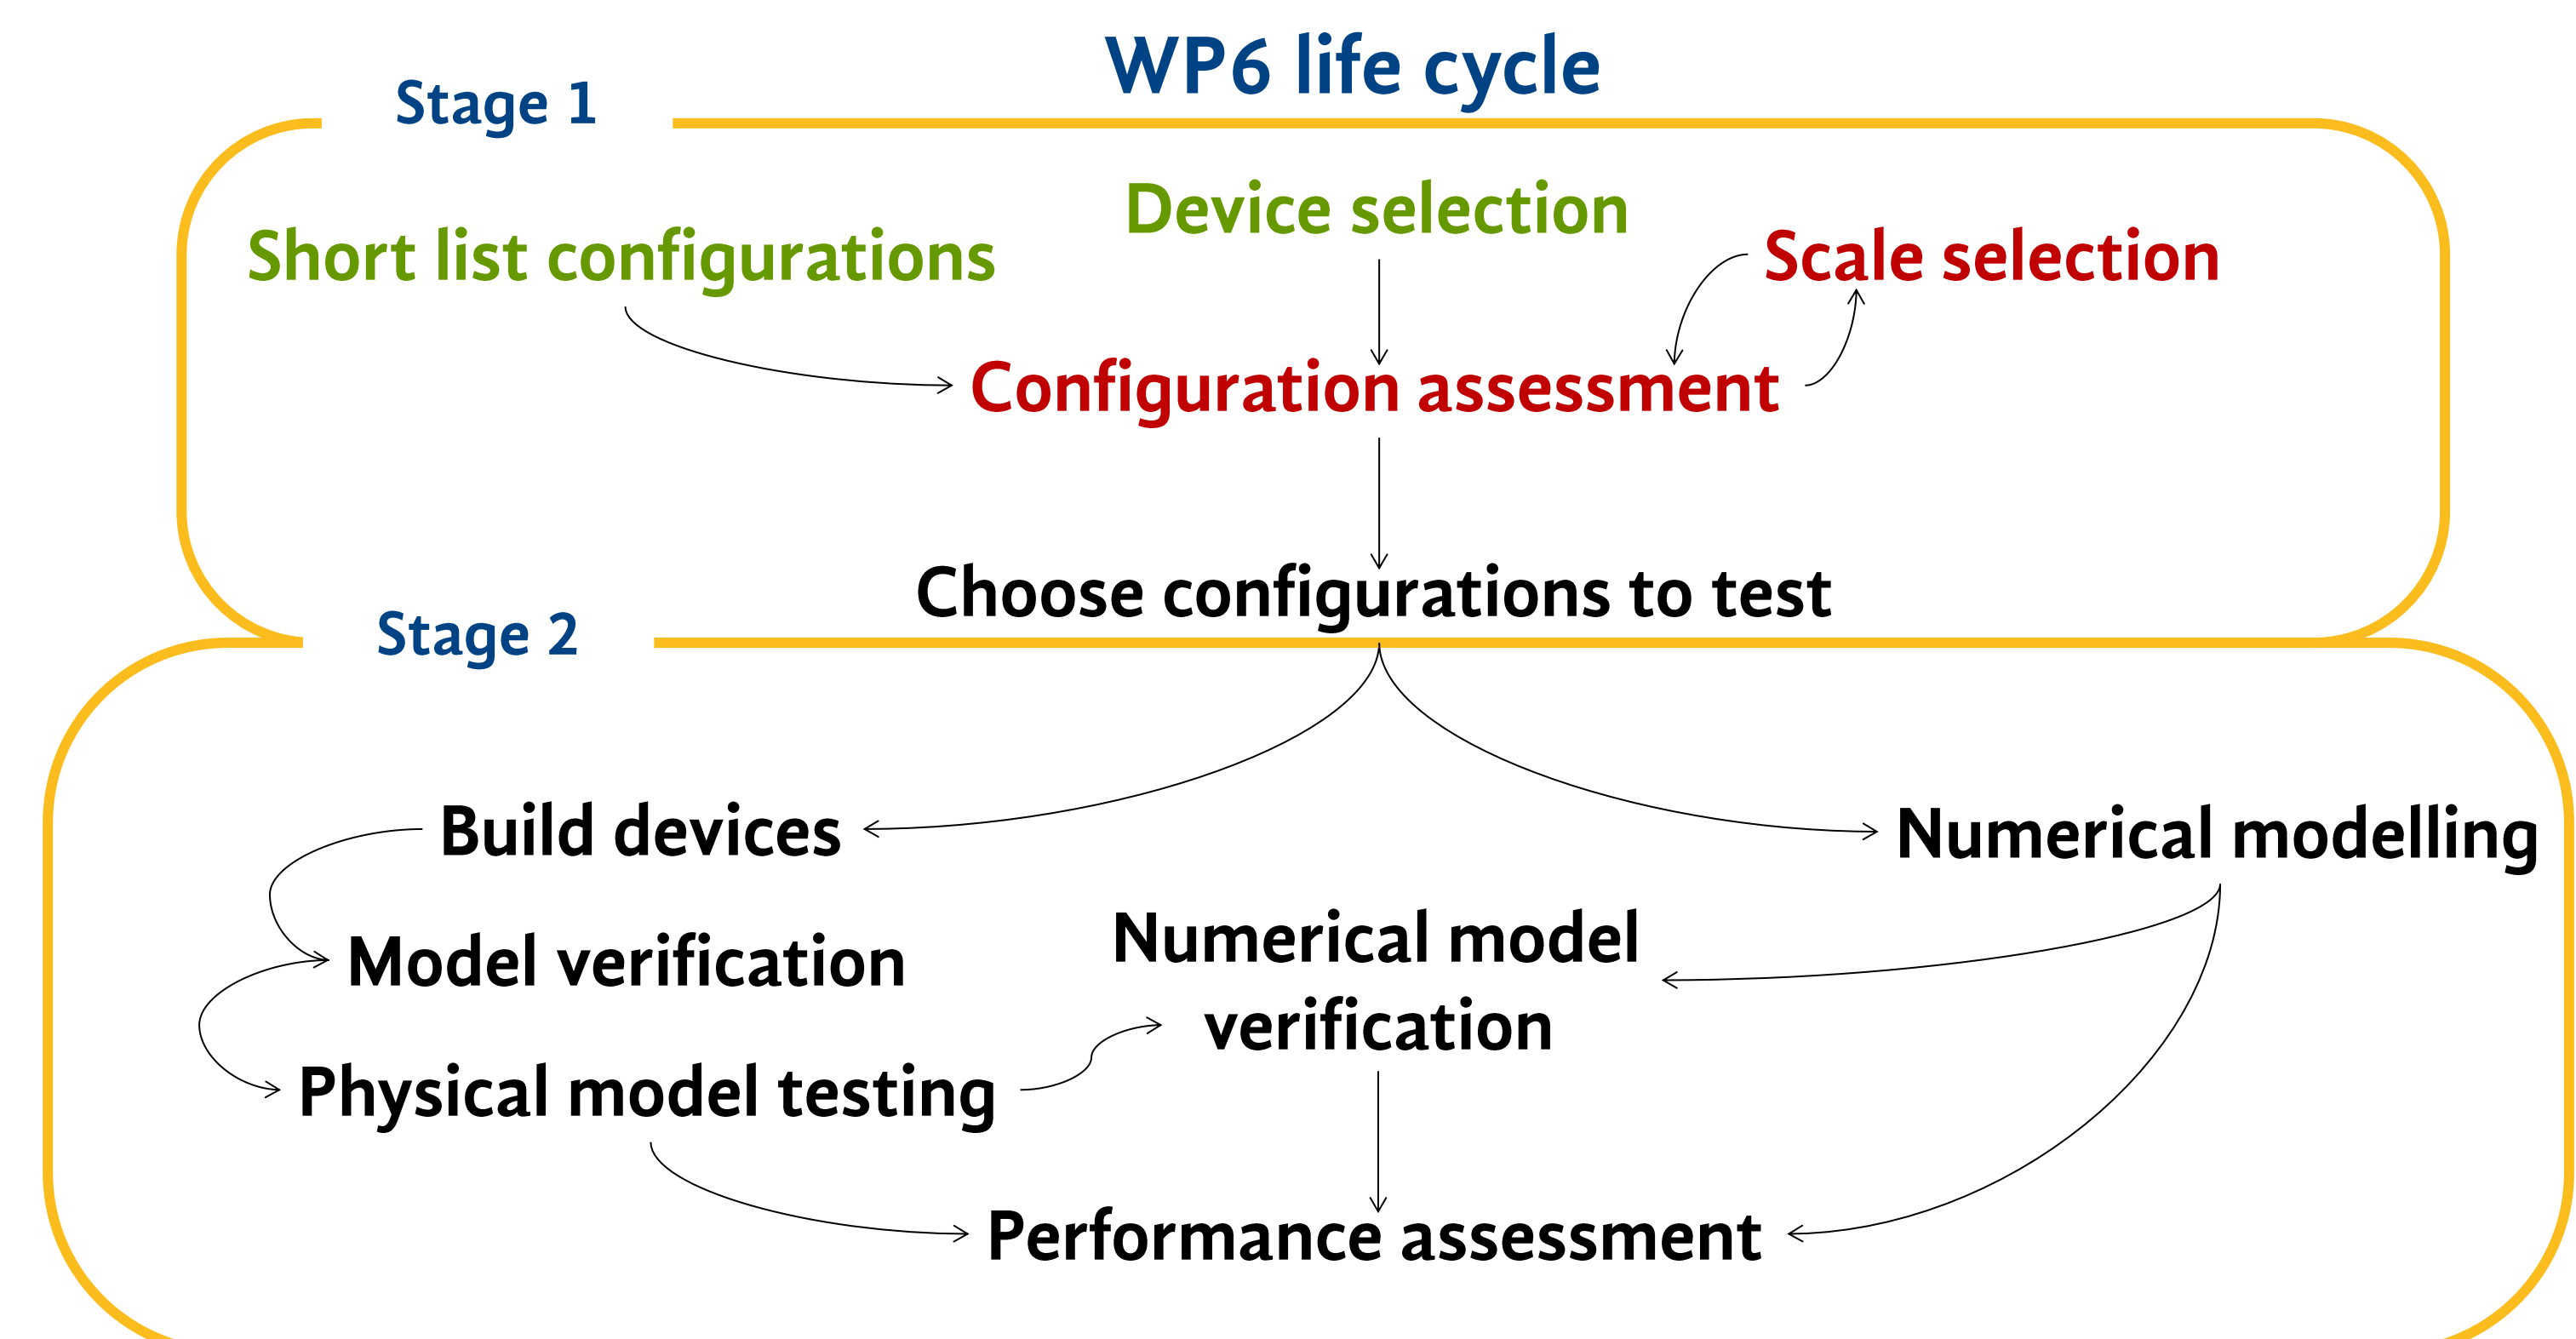 WP6 life cycle
Stage 1
Device selection
Short list configurations
Scale selection
Configuration assessment
Choose configurations to test
Stage 2
Build devices
Numerical modelling
Model verification
Numerical model
verification
Physical model testing
Performance assessment